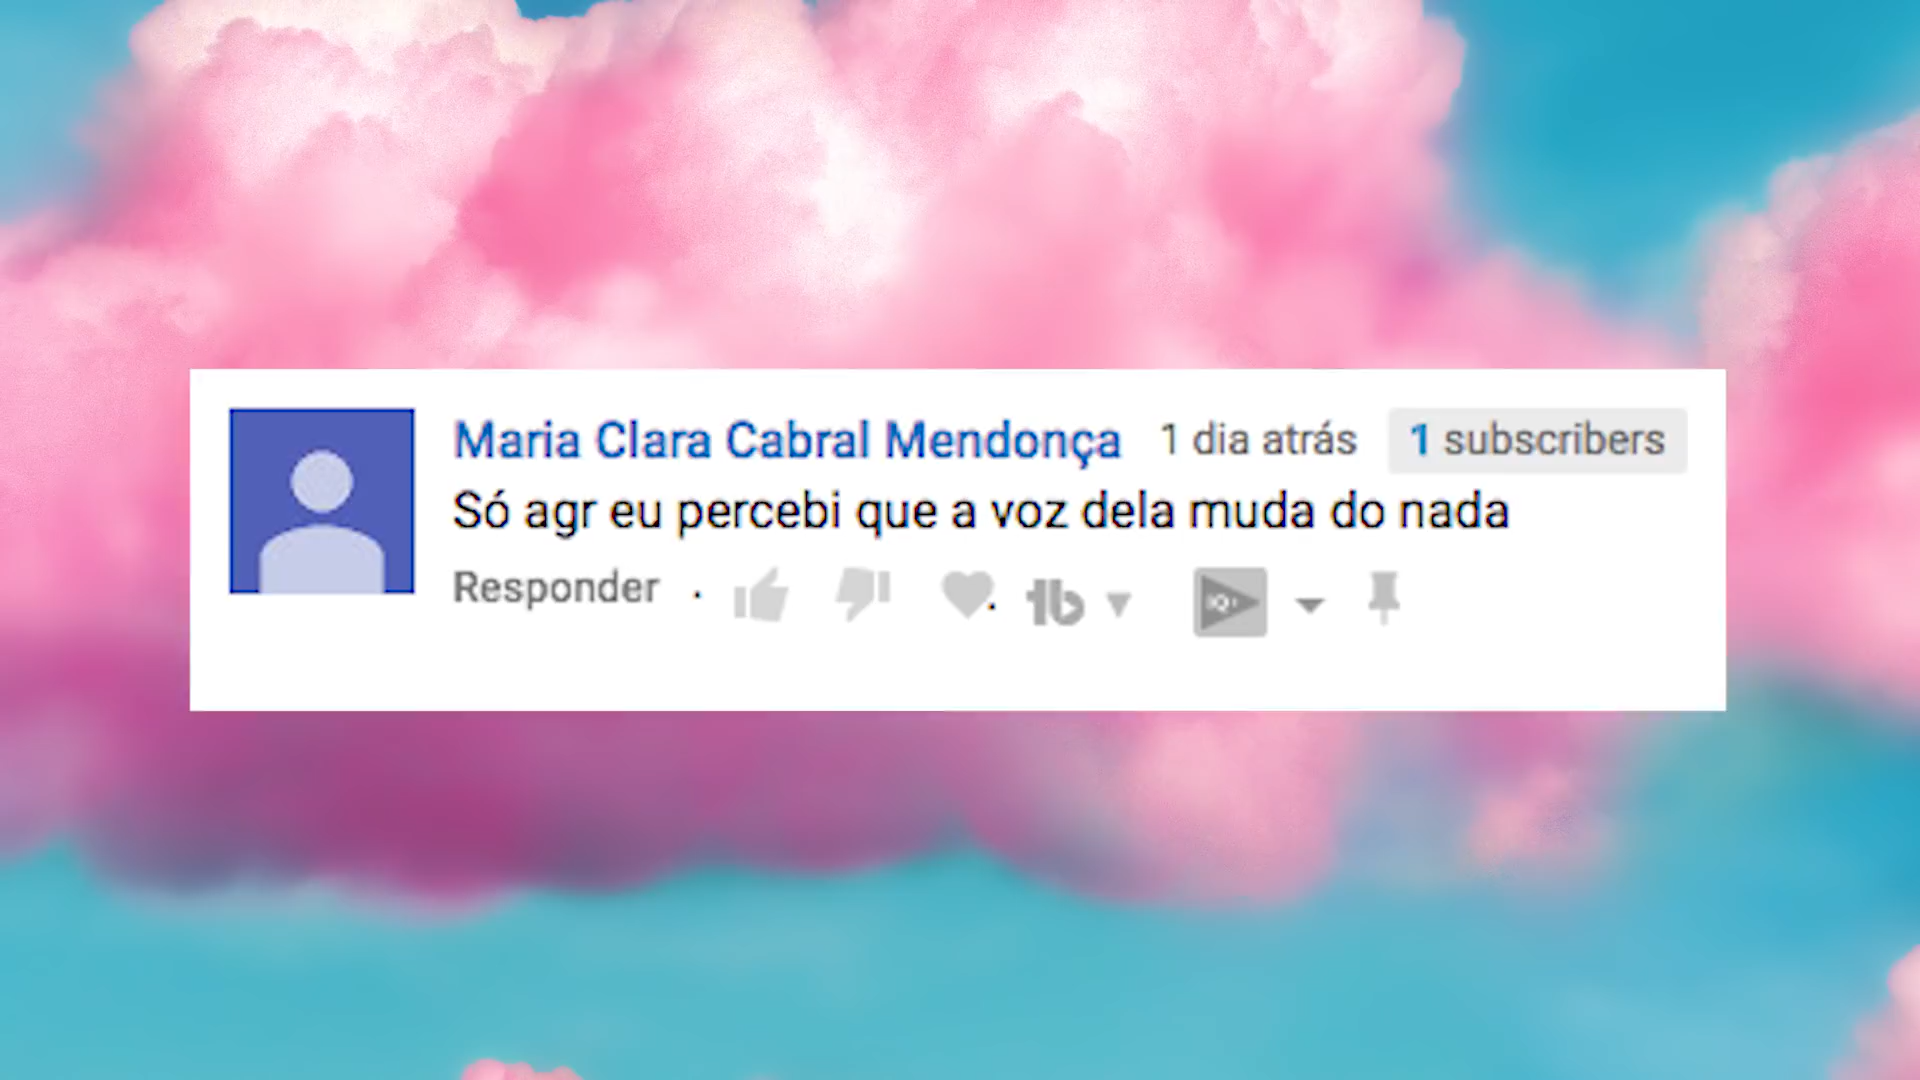 Maria Clara Cabral Mendonça 1 dia atrás 1 subscribers
Só agr eu percebi que a voz dela muda do nada
Responder